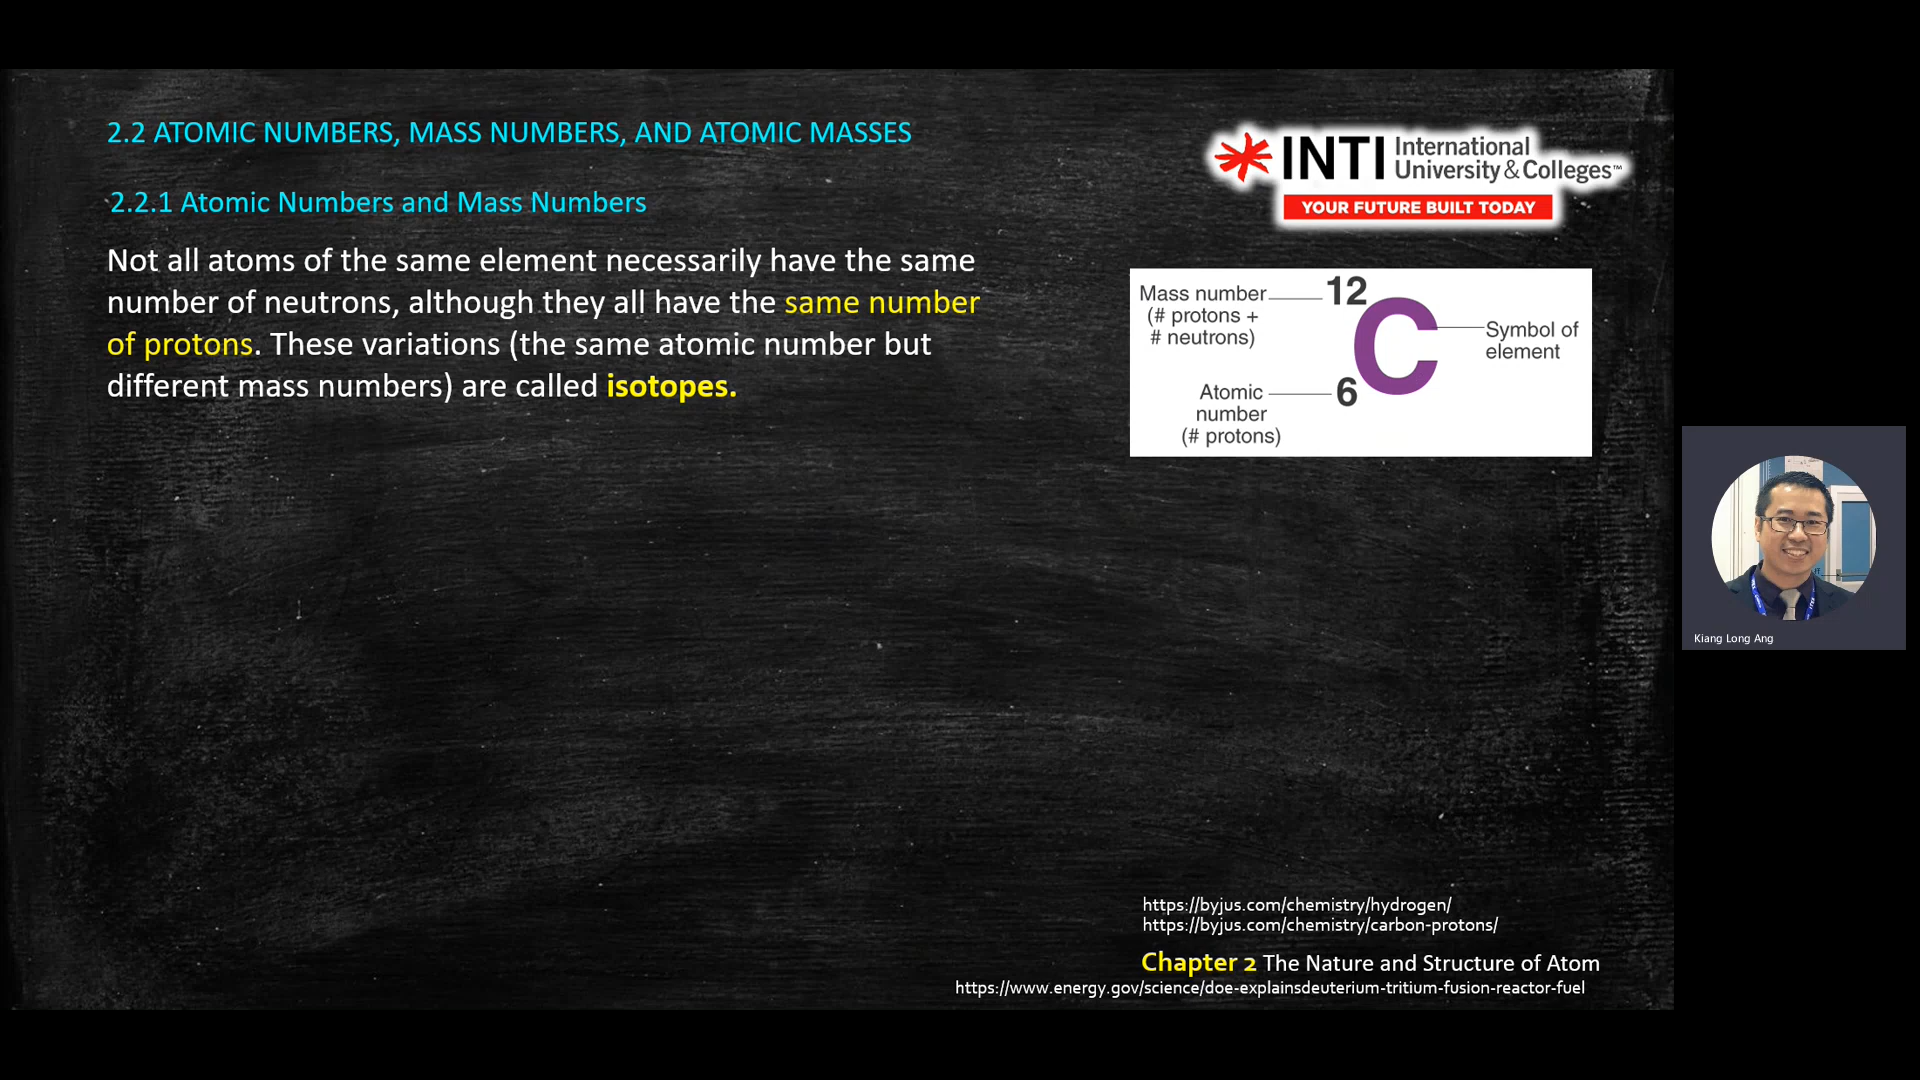 2.2 ATOMIC NUMBERS, MASS NUMBERS, AND ATOMIC MASSES
2.2.1 Atomic Numbers and Mass Numbers
Not all atoms of the same element necessarily have the same
number of neutrons, although they all have the same number
of protons. These variations (the same atomic number but
different mass numbers) are called isotopes.
INTI International
University & Colleges™
YOUR FUTURE BUILT TODAY
Mass number
(# protons +
# neutrons)
12
C
6
Symbol of
element
Atomic
number
(# protons)
Kiang Long Ang
https://byjus.com/chemistry/hydrogen/
https://byjus.com/chemistry/carbon-protons/
Chapter 2 The Nature and Structure of Atom
https://www.energy.gov/science/doe-explainsdeuterium-tritium-fusion-reactor-fuel